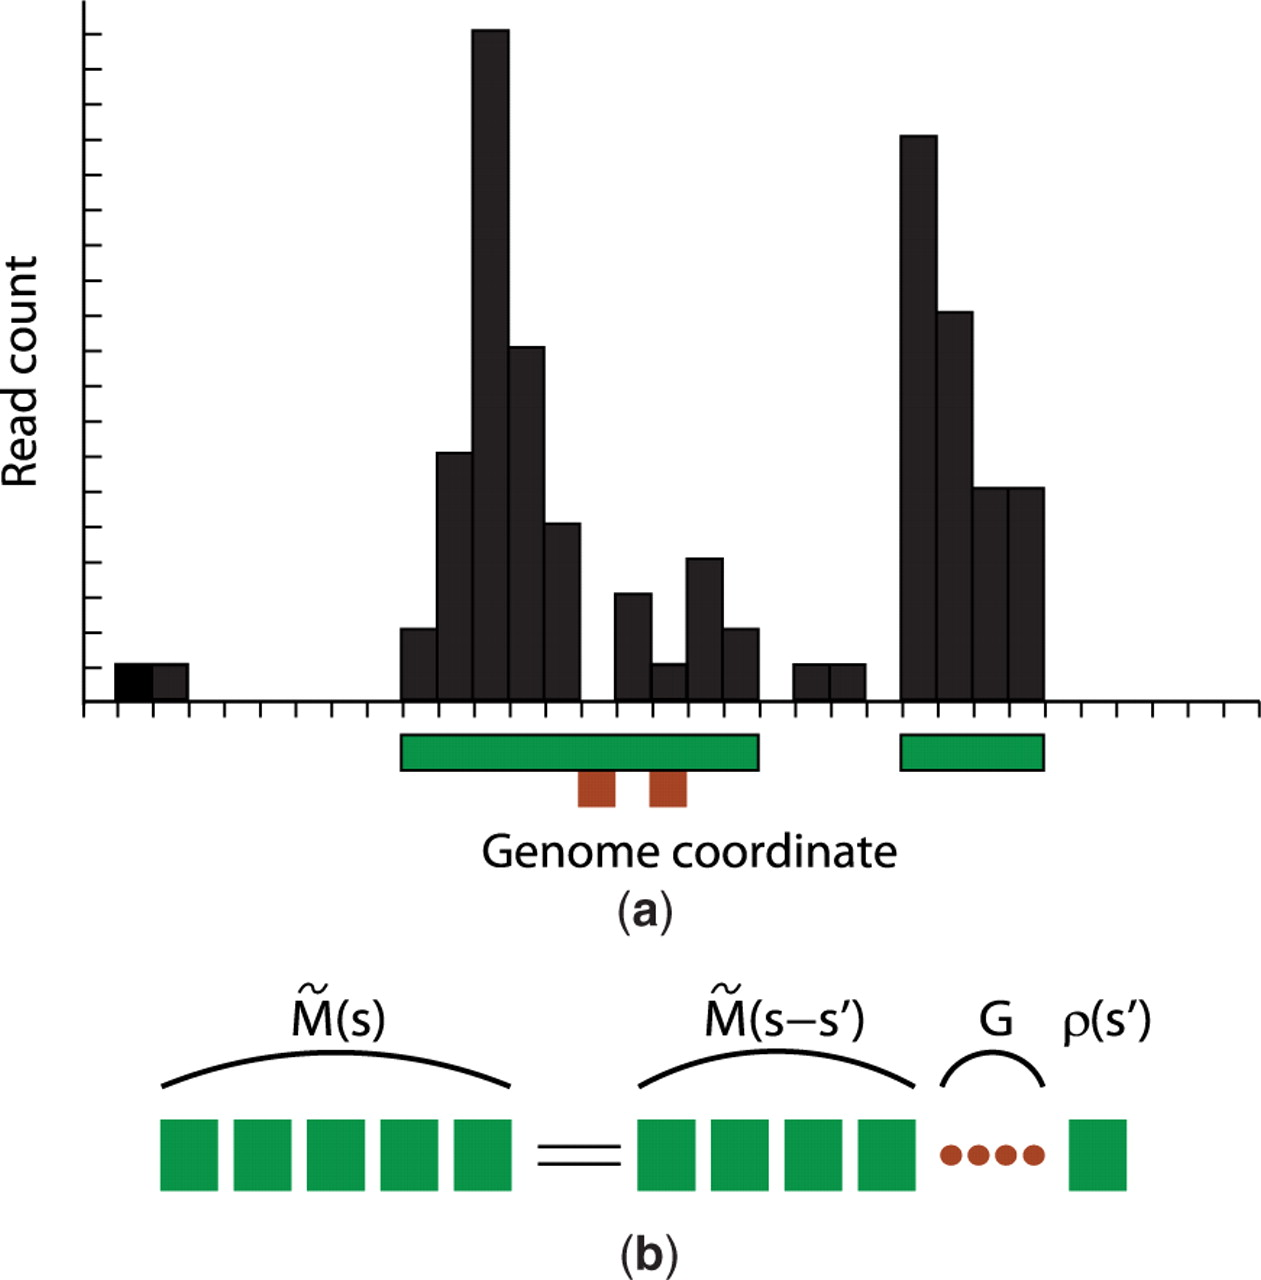 Read count
Genome coordinate
(a)
M̃(s) M̃(s−s′) G ρ(s′)
=
(b)